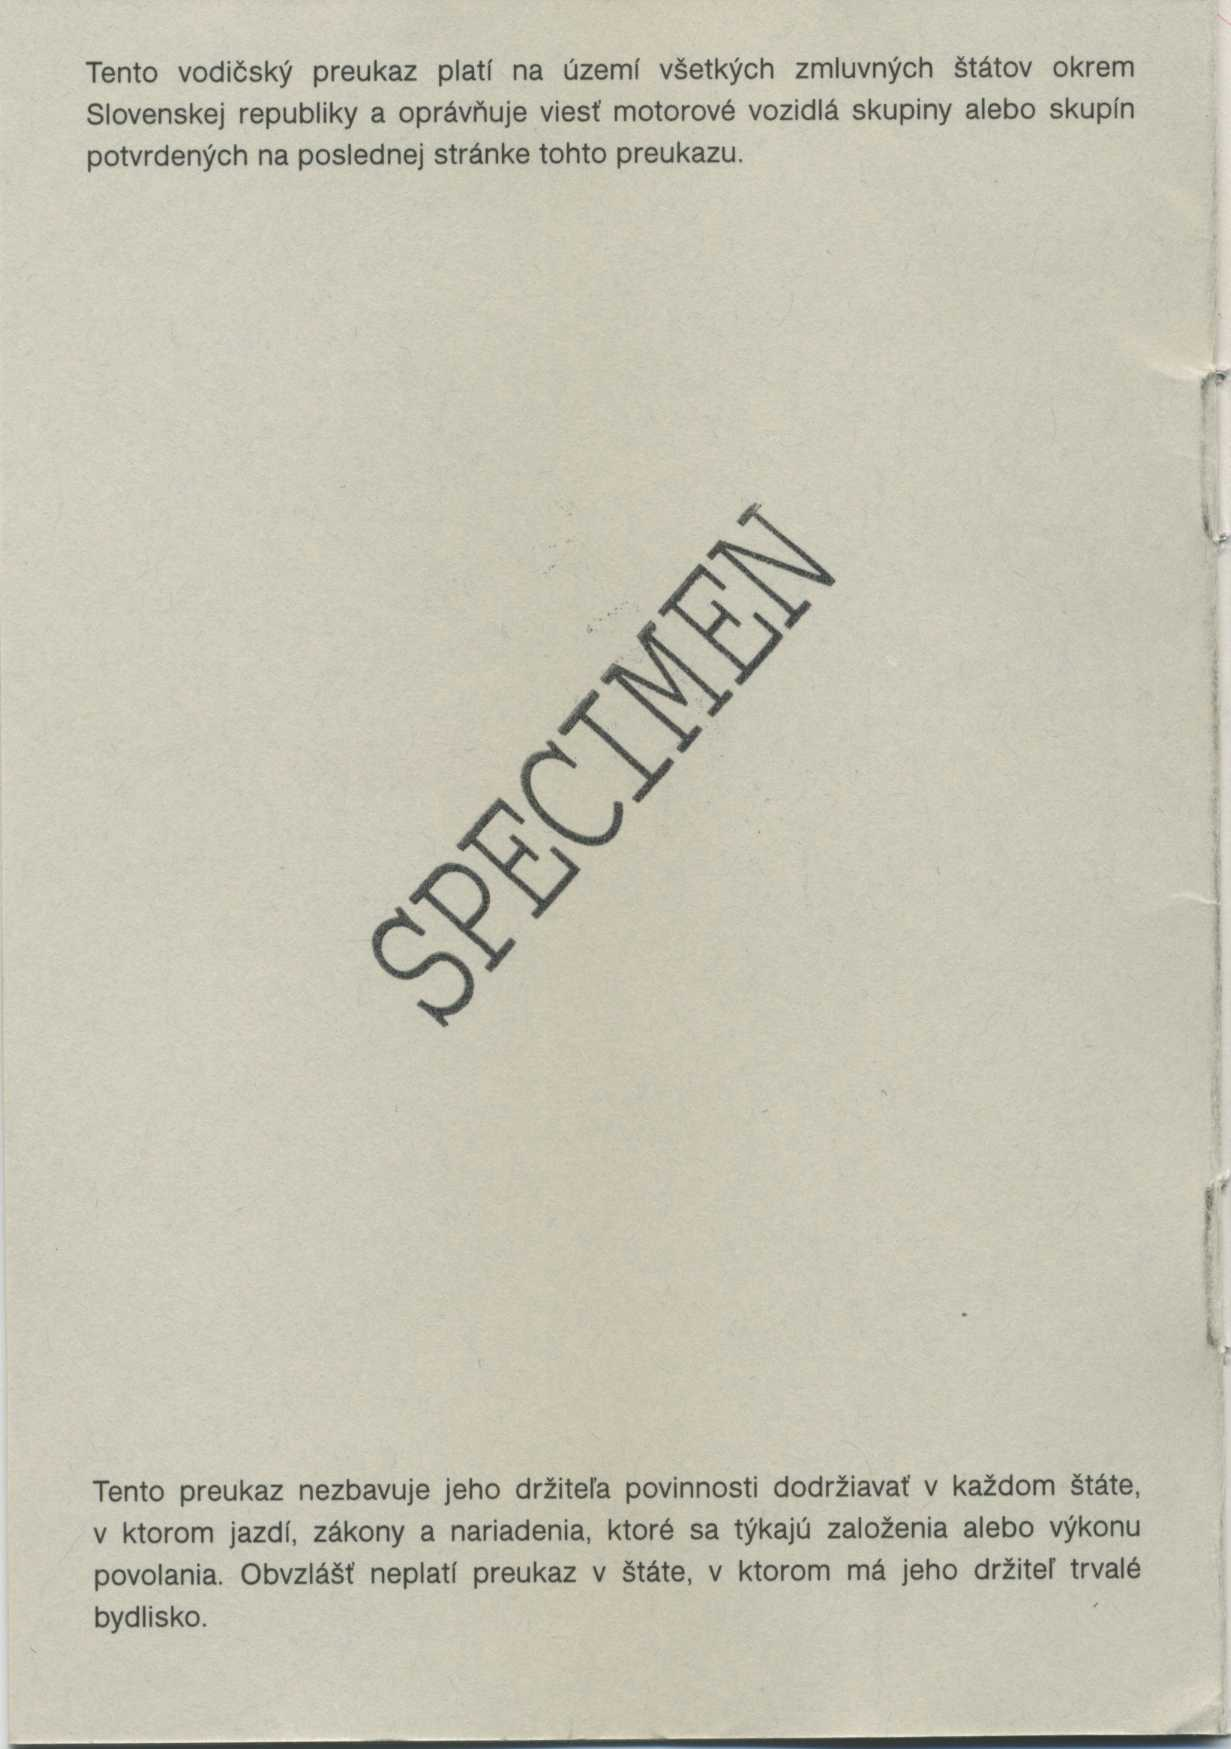 Tento vodičský preukaz platí na území všetkých zmluvných štátov okrem
Slovenskej republiky a oprávňuje viesť motorové vozidlá skupiny alebo skupín
potvrdených na poslednej stránke tohto preukazu.
SPECIMEN
Tento preukaz nezbavuje jeho držiteľa povinnosti dodržiavať v každom štáte,
v ktorom jazdí, zákony a nariadenia, ktoré sa týkajú založenia alebo výkonu
povolania. Obvzlášť neplatí preukaz v štáte, v ktorom má jeho držiteľ trvalé
bydlisko.